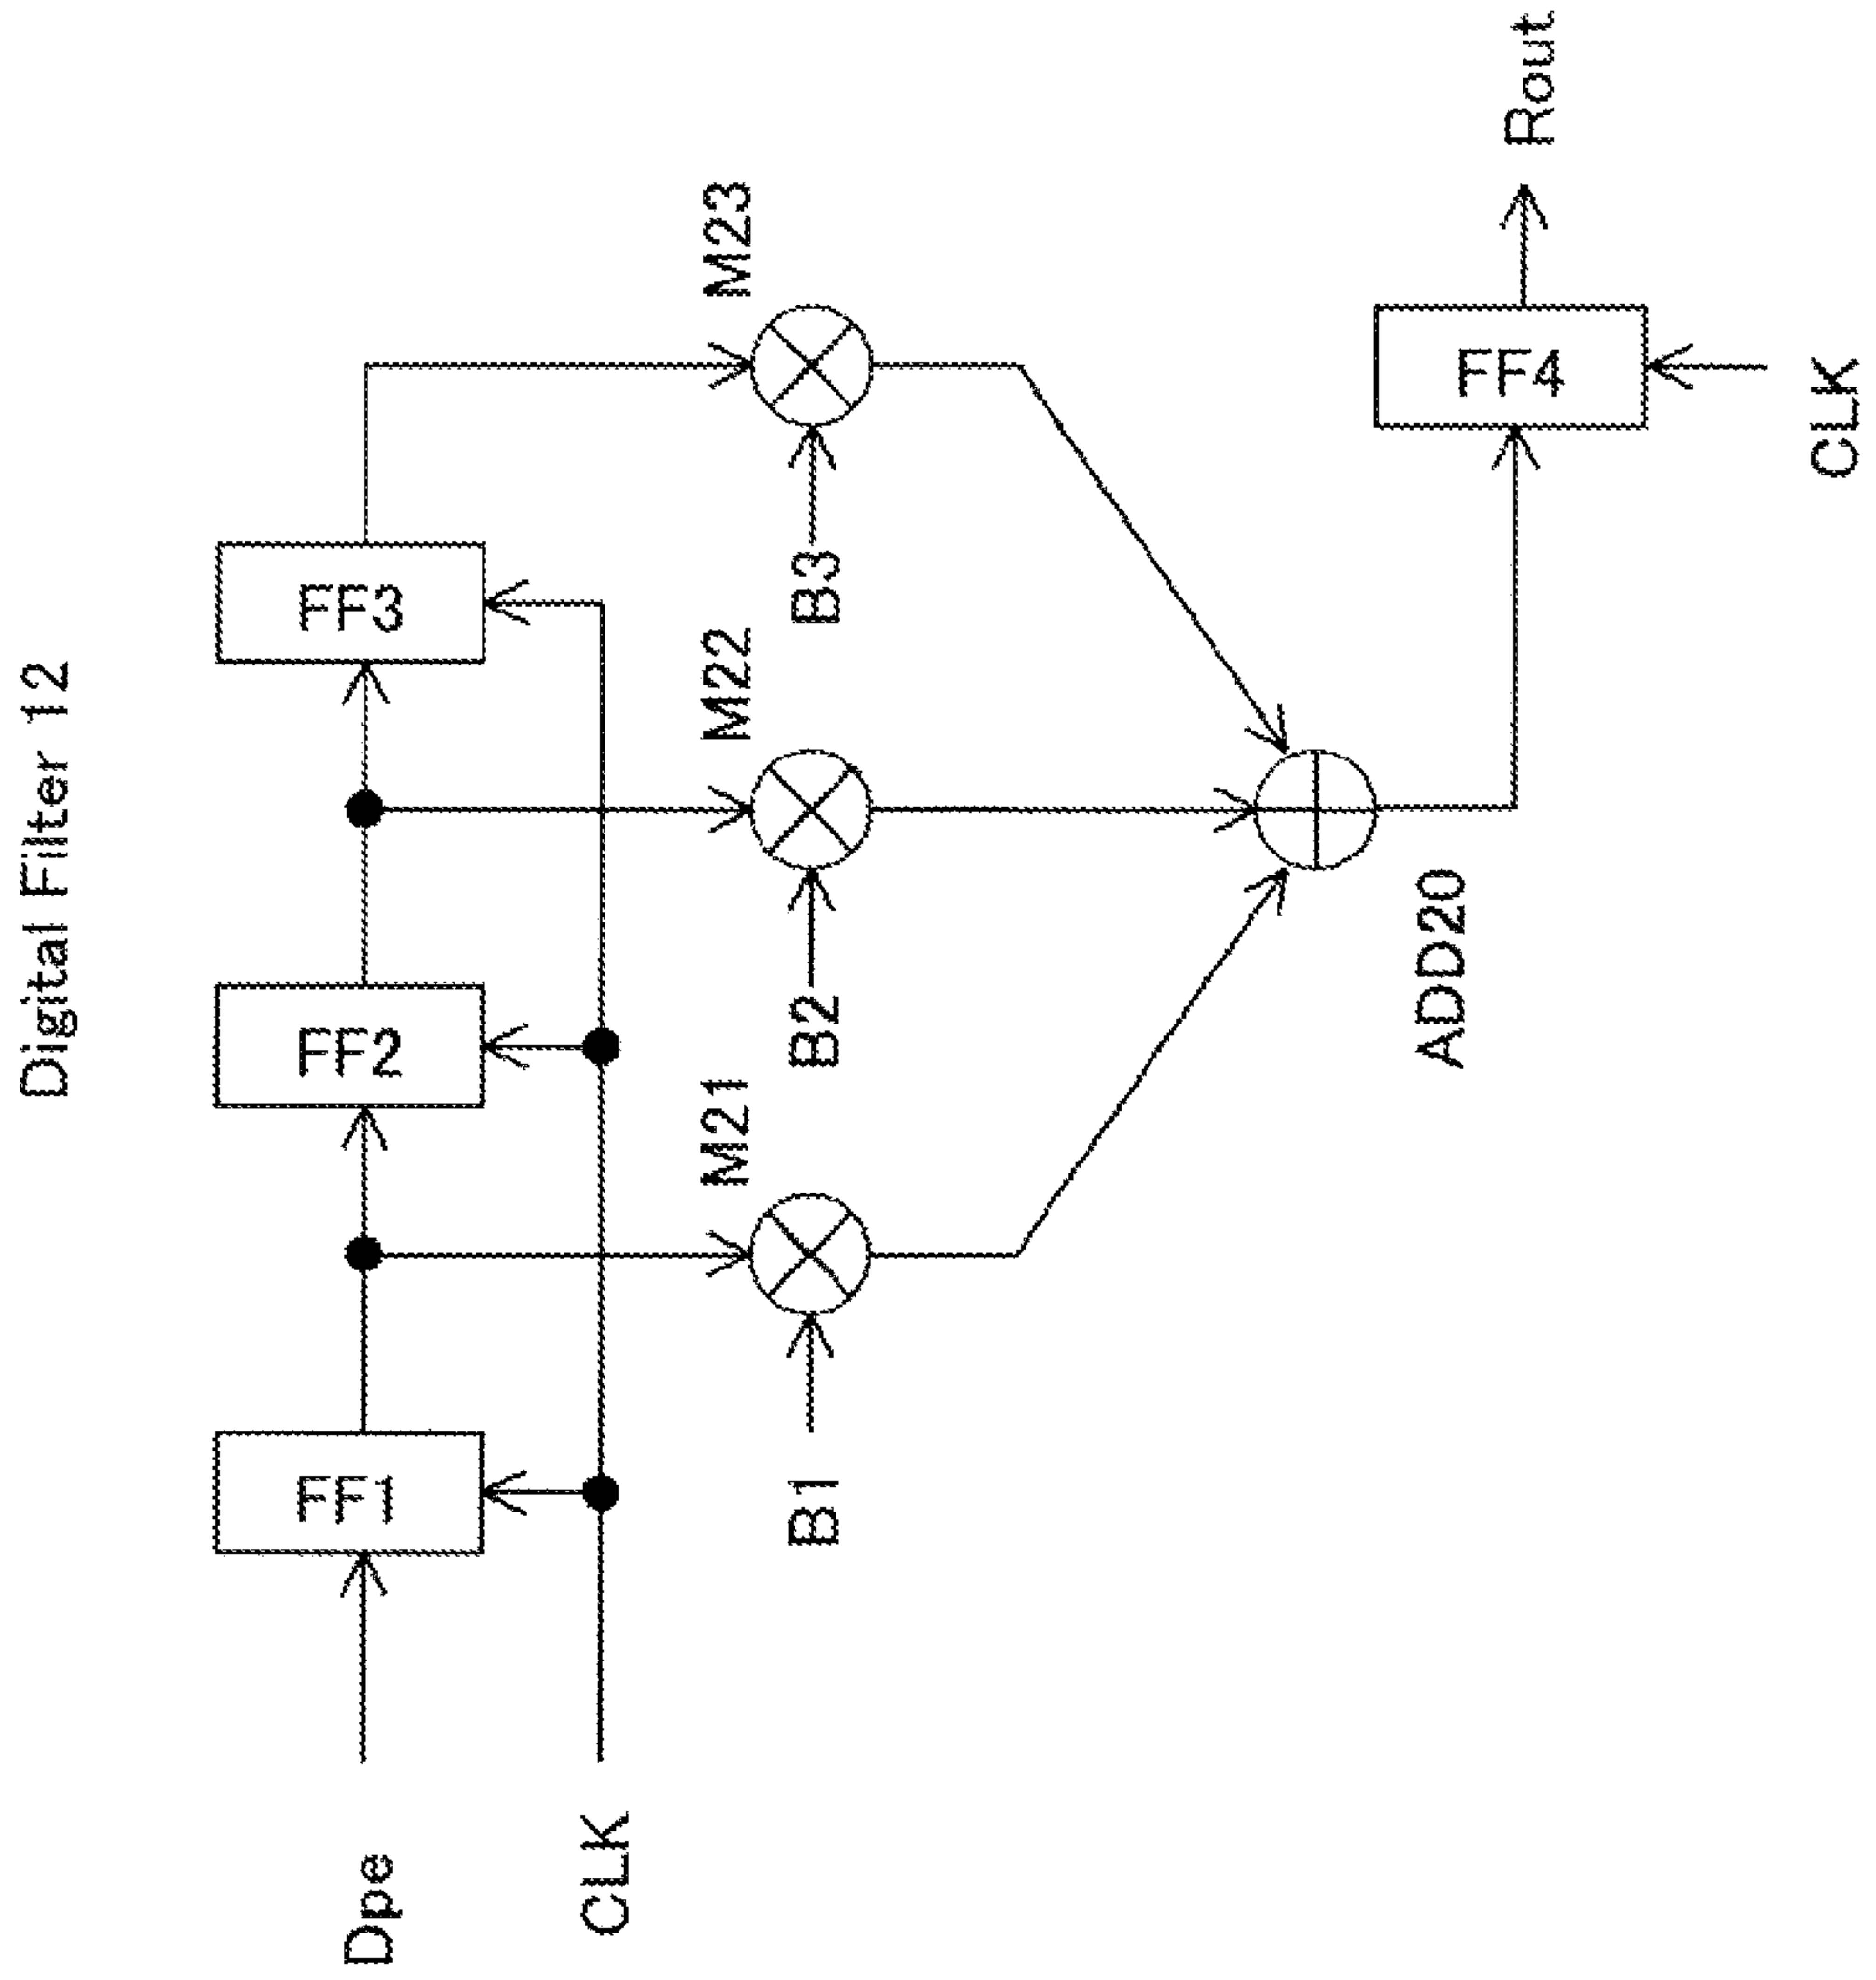 Digital Filter 12
Dpe
FF1
FF2
FF3
CLK
M21
M22
M23
B1
B2
B3
ADD20
FF4
Rout
CLK